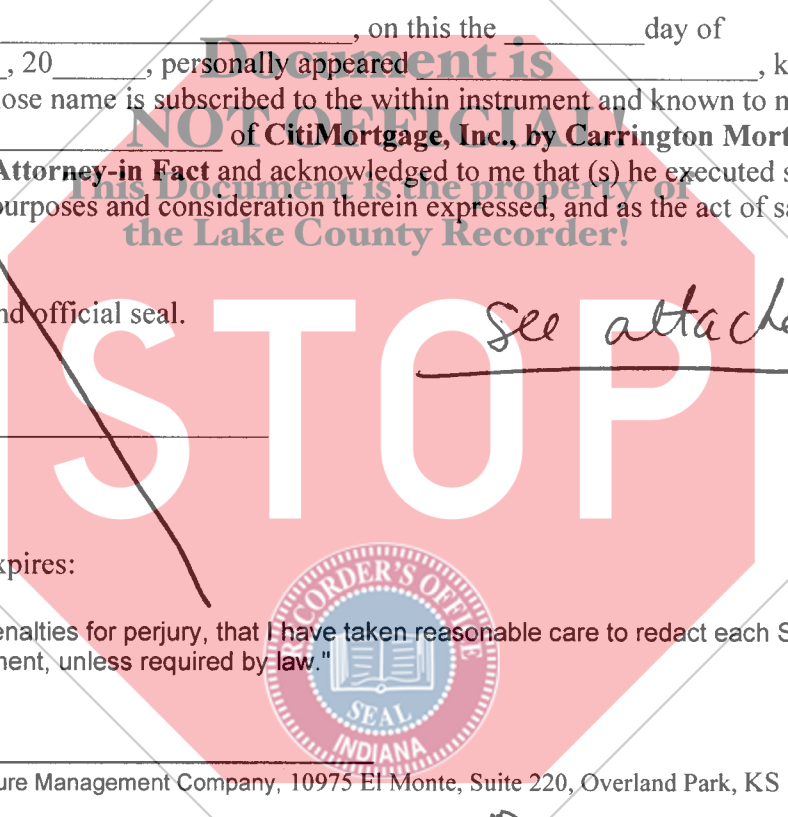 , on this the ________ day of
, 20______, personally appeared ______________________, k
ose name is subscribed to the within instrument and known to m
______________ of CitiMortgage, Inc., by Carrington Mort
Attorney-in Fact and acknowledged to me that (s) he executed s
purposes and consideration therein expressed, and as the act of sa
Document is
NOT OFFICIAL!
This Document is the property of
the Lake County Recorder!
nd official seal.
See attache
STOP
xpires:
enalties for perjury, that I have taken reasonable care to redact each S
ment, unless required by law."
RECORDER'S OFFICE
SEAL
INDIANA
ure Management Company, 10975 El Monte, Suite 220, Overland Park, KS